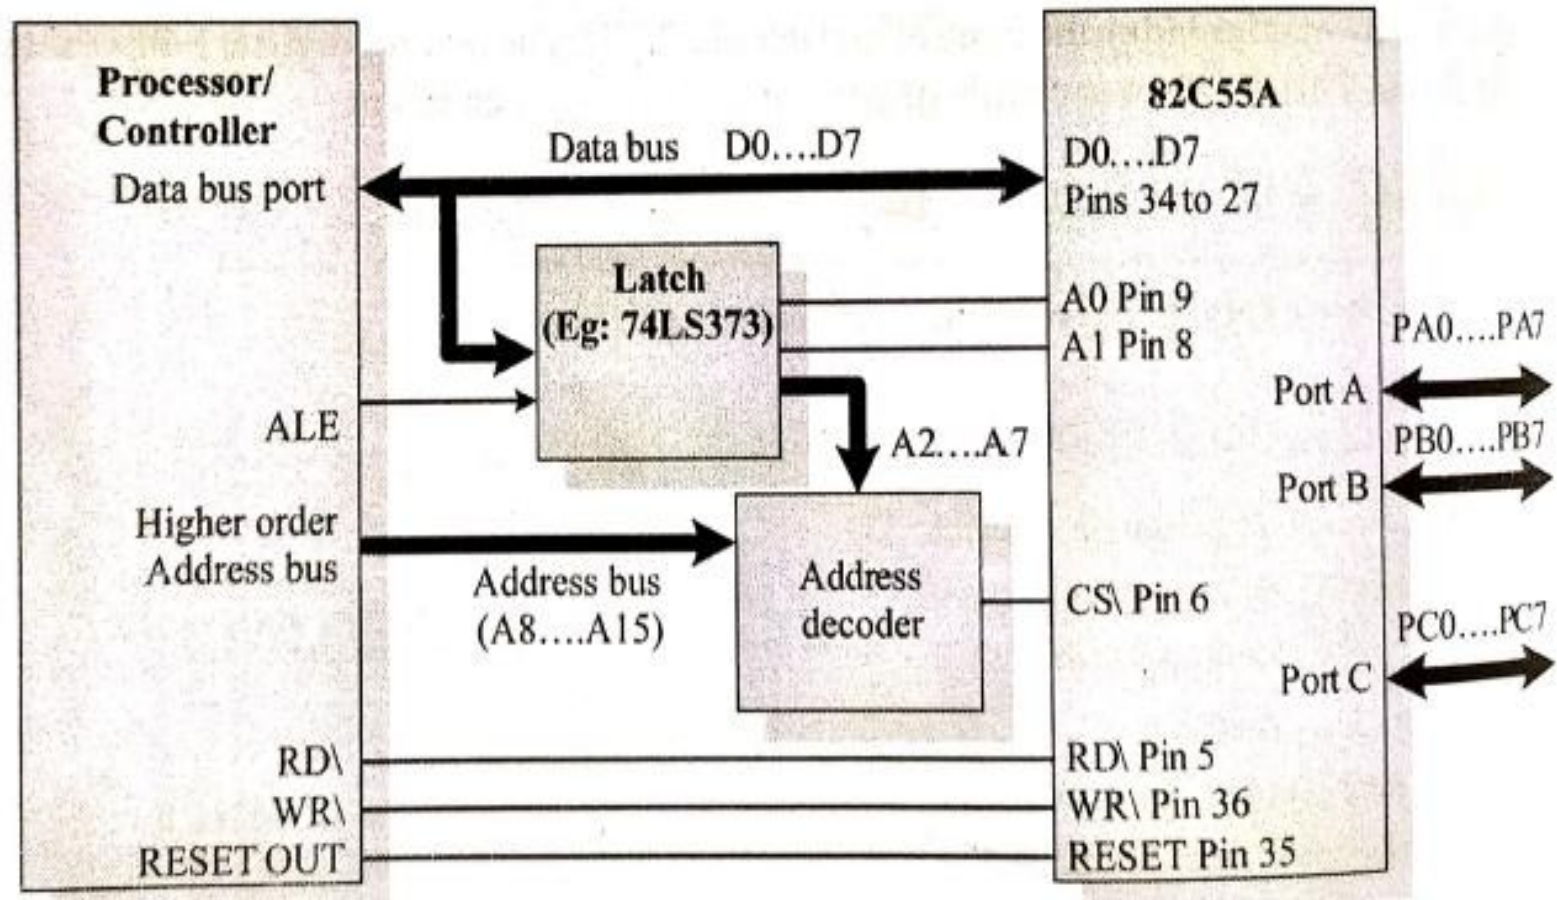 Processor/
Controller
Data bus port
ALE
Higher order
Address bus
RD\
WR\
RESET OUT
Data bus D0....D7
Latch
(Eg: 74LS373)
A2....A7
Address bus
(A8....A15)
Address
decoder
82C55A
D0....D7
Pins 34 to 27
A0 Pin 9
A1 Pin 8
Port A
Port B
CS\ Pin 6
Port C
RD\ Pin 5
WR\ Pin 36
RESET Pin 35
PA0....PA7
PB0....PB7
PC0....PC7